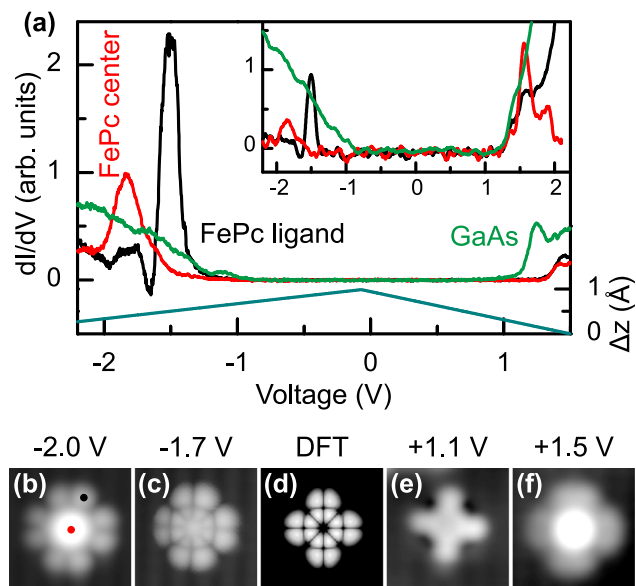 (a)
dI/dV (arb. units)
2
1
0
FePc center
FePc ligand
GaAs
1
0
-2 -1 0 1 2
1
0
Δz (Å)
-2 -1 0 1
Voltage (V)
-2.0 V -1.7 V DFT +1.1 V +1.5 V
(b) (c) (d) (e) (f)